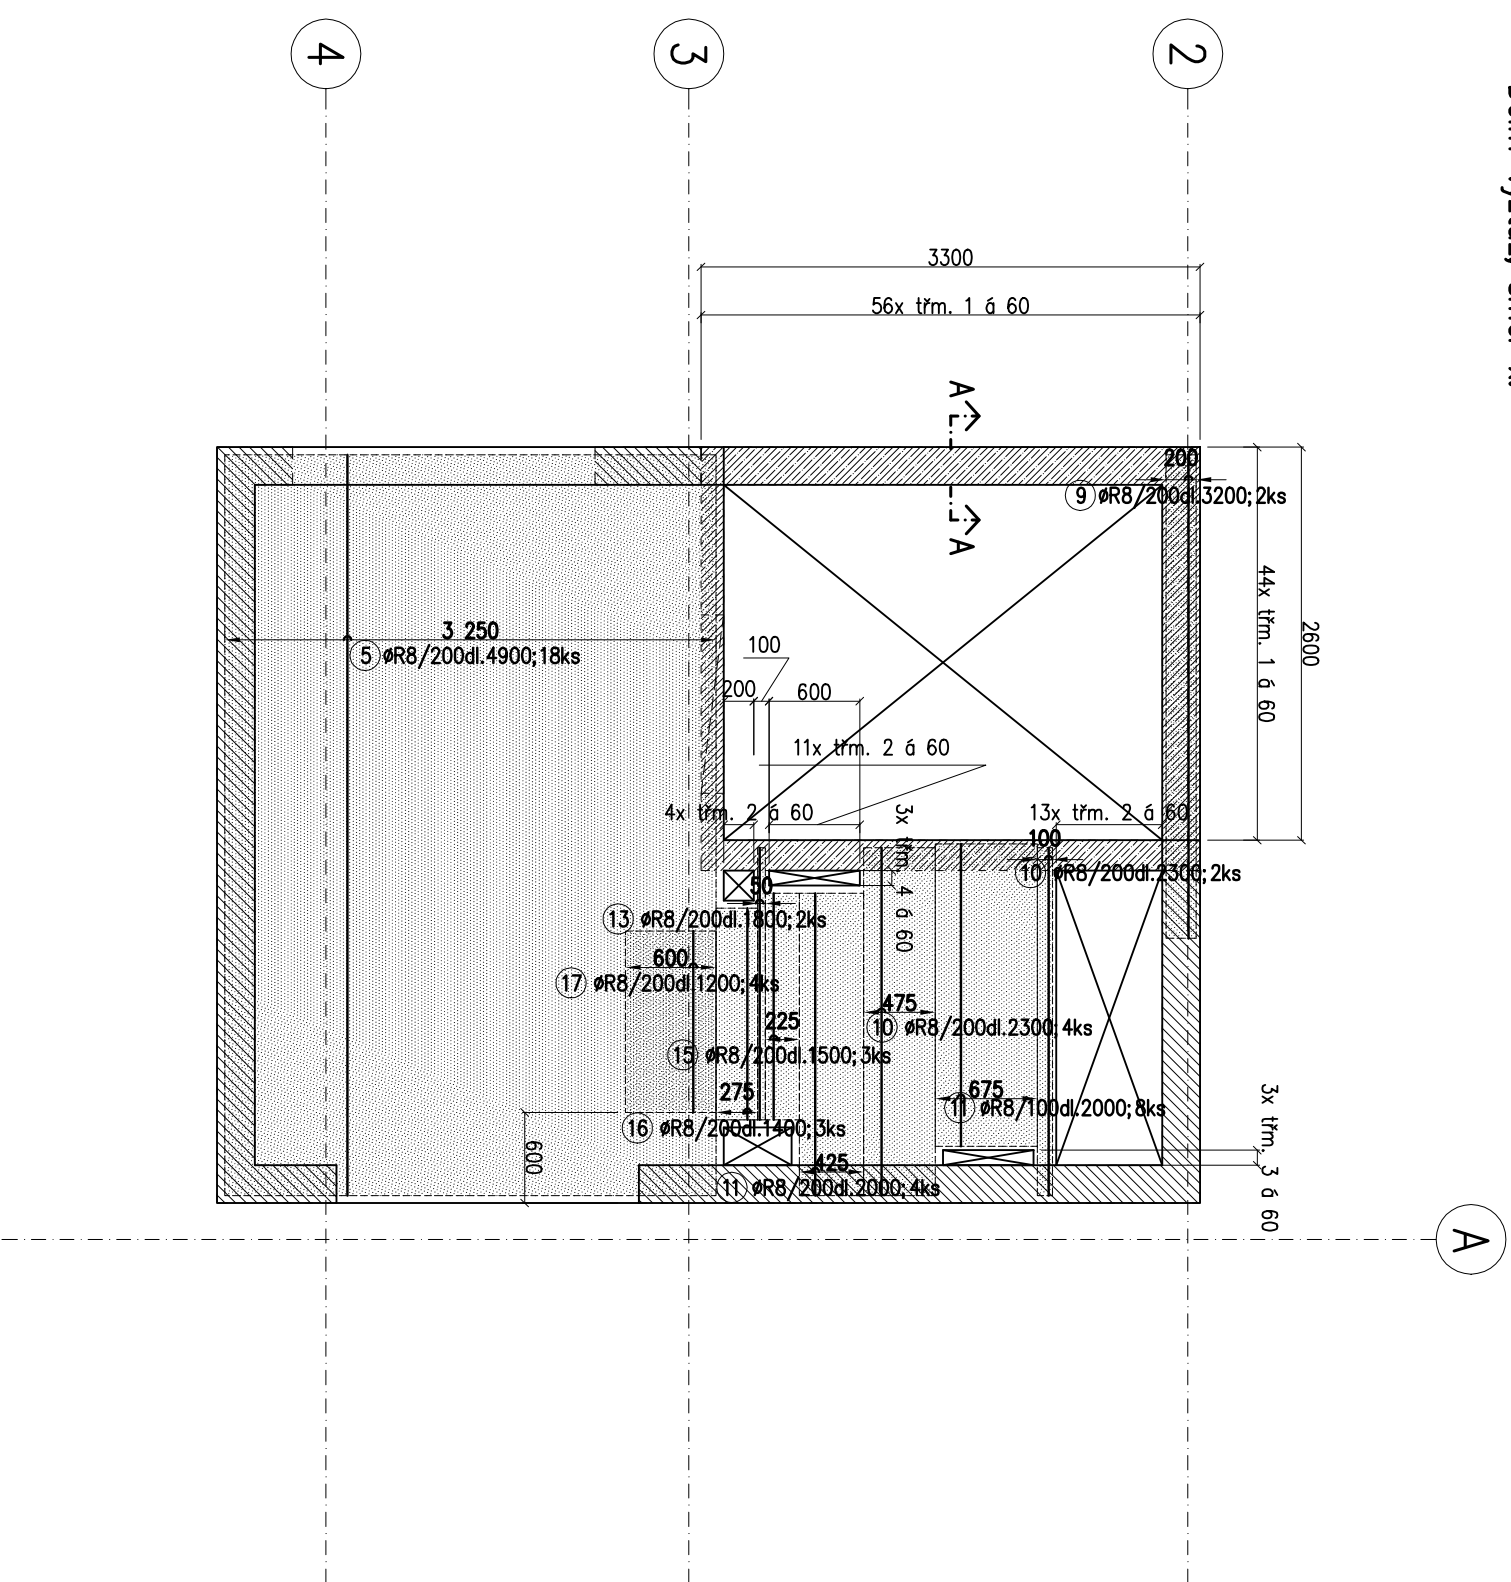 4
3
2
3300
56x třm. 1 á 60
A
A
200
9 øR8/200dl.3200;2ks
44x třm. 1 á 60
2600
3 250
5 øR8/200dl.4900;18ks
100
200
600
11x třm. 2 á 60
4x třm. 2 á 60
3x třm. 4 á 60
13x třm. 2 á 60
100
10 øR8/200dl.2300;2ks
50
13 øR8/200dl.1800;2ks
600
17 øR8/200dl.1200;4ks
475
10 øR8/200dl.2300;4ks
225
15 øR8/200dl.1500;3ks
275
16 øR8/200dl.1400;3ks
675
11 øR8/100dl.2000;8ks
3x třm. 3 á 60
600
425
11 øR8/200dl.2000;4ks
A